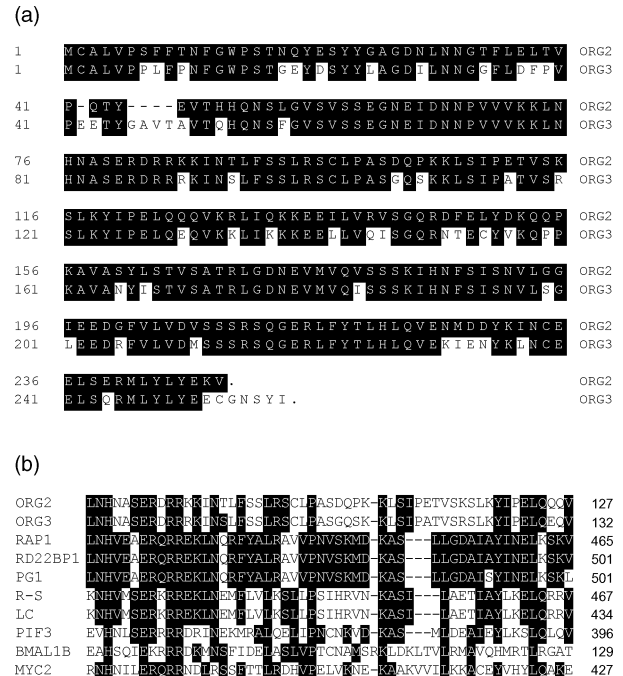 (a)
1 MCALVPSFFTNFGWPSTNQYESYYGAGDNLNNGTFLELTV ORG2
1 MCALVPPLFPNFGWPSTGEYDSYYLAGDILNNGGFLDFPV ORG3
41 P-QTY----EVTHHQNSLGVSVSSEGNEIDNNPVVVKKLN ORG2
41 PEETYGAVTAVTQHQNSFGVSVSSEGNEIDNNPVVVKKLN ORG3
76 HNASERDRRKKINTLFSSLRSCLPASDQPKKLSIPETVSK ORG2
81 HNASERDRRRKINSLFSSLRSCLPASGQSKKLSIPATVSR ORG3
116 SLKYIPELQQQVKRLIQKKEEILVRVSGQRDFELYDKQQP ORG2
121 SLKYIPELQEQVKKLIKKKEELLVQISGQRNTECYVKQPP ORG3
156 KAVASYLSTVSATRLGDNEVMVQVSSSKIHNFSISNVLGG ORG2
161 KAVANYISTVSATRLGDNEVMVQISSSKIHNFSISNVLSG ORG3
196 IEEDGFVLVDVSSSRSQGERLFYTLHLQVENMDDYKINCE ORG2
201 LEEDRFVLVDMSSSRSQGERLFYTLHLQVEKIENYKLNCE ORG3
236 ELSERMLYLYEKV. ORG2
241 ELSQRMLYLYEECGNSYI. ORG3
(b)
ORG2 LNHNASERDRRKKINTLFSSLRSCLPASDQPK-KLSIPETVSKSLKYIPELQQQV 127
ORG3 LNHNASERDRRRKINSLFSSLRSCLPASGQSK-KLSIPATVSRSLKYIPELQEQV 132
RAP1 LNHVEAERQRREKLNQRFYALRAVVPNVSKMD-KAS---LLGDAIAYINELKSKV 465
RD22BP1 LNHVEAERQRREKLNQRFYALRAVVPNVSKMD-KAS---LLGDAIAYINELKSKV 501
PG1 LNHVEAERQRREKLNQRFYALRAVVPNVSKMD-KAS---LLGDAISYINELKSKL 501
R-S KNHVMSERKRREKLNEMFLVLKSLLPSIHRVN-KASI---LAETIAYLKELQRRV 467
LC KNHVMSERKRREKLNEMFLVLKSLLPSIHRVN-KASI---LAETIAYLKELQRRV 434
PIF3 EVHNLSERRRRDRINEKMRALQELIPNCNKVD-KAS---MLDEAIEYLKSLQLQV 396
BMAL1B EAHSQIEKRRRDKMNSFIDELASLVPTCNAMSRKLDKLTVLRMAVQHMRTLRGAT 129
MYC2 RNHNILERQRRNDLRSSFTTLRDHVPELVKNE-KAAKVVILKKACEYVHYLQAKE 427